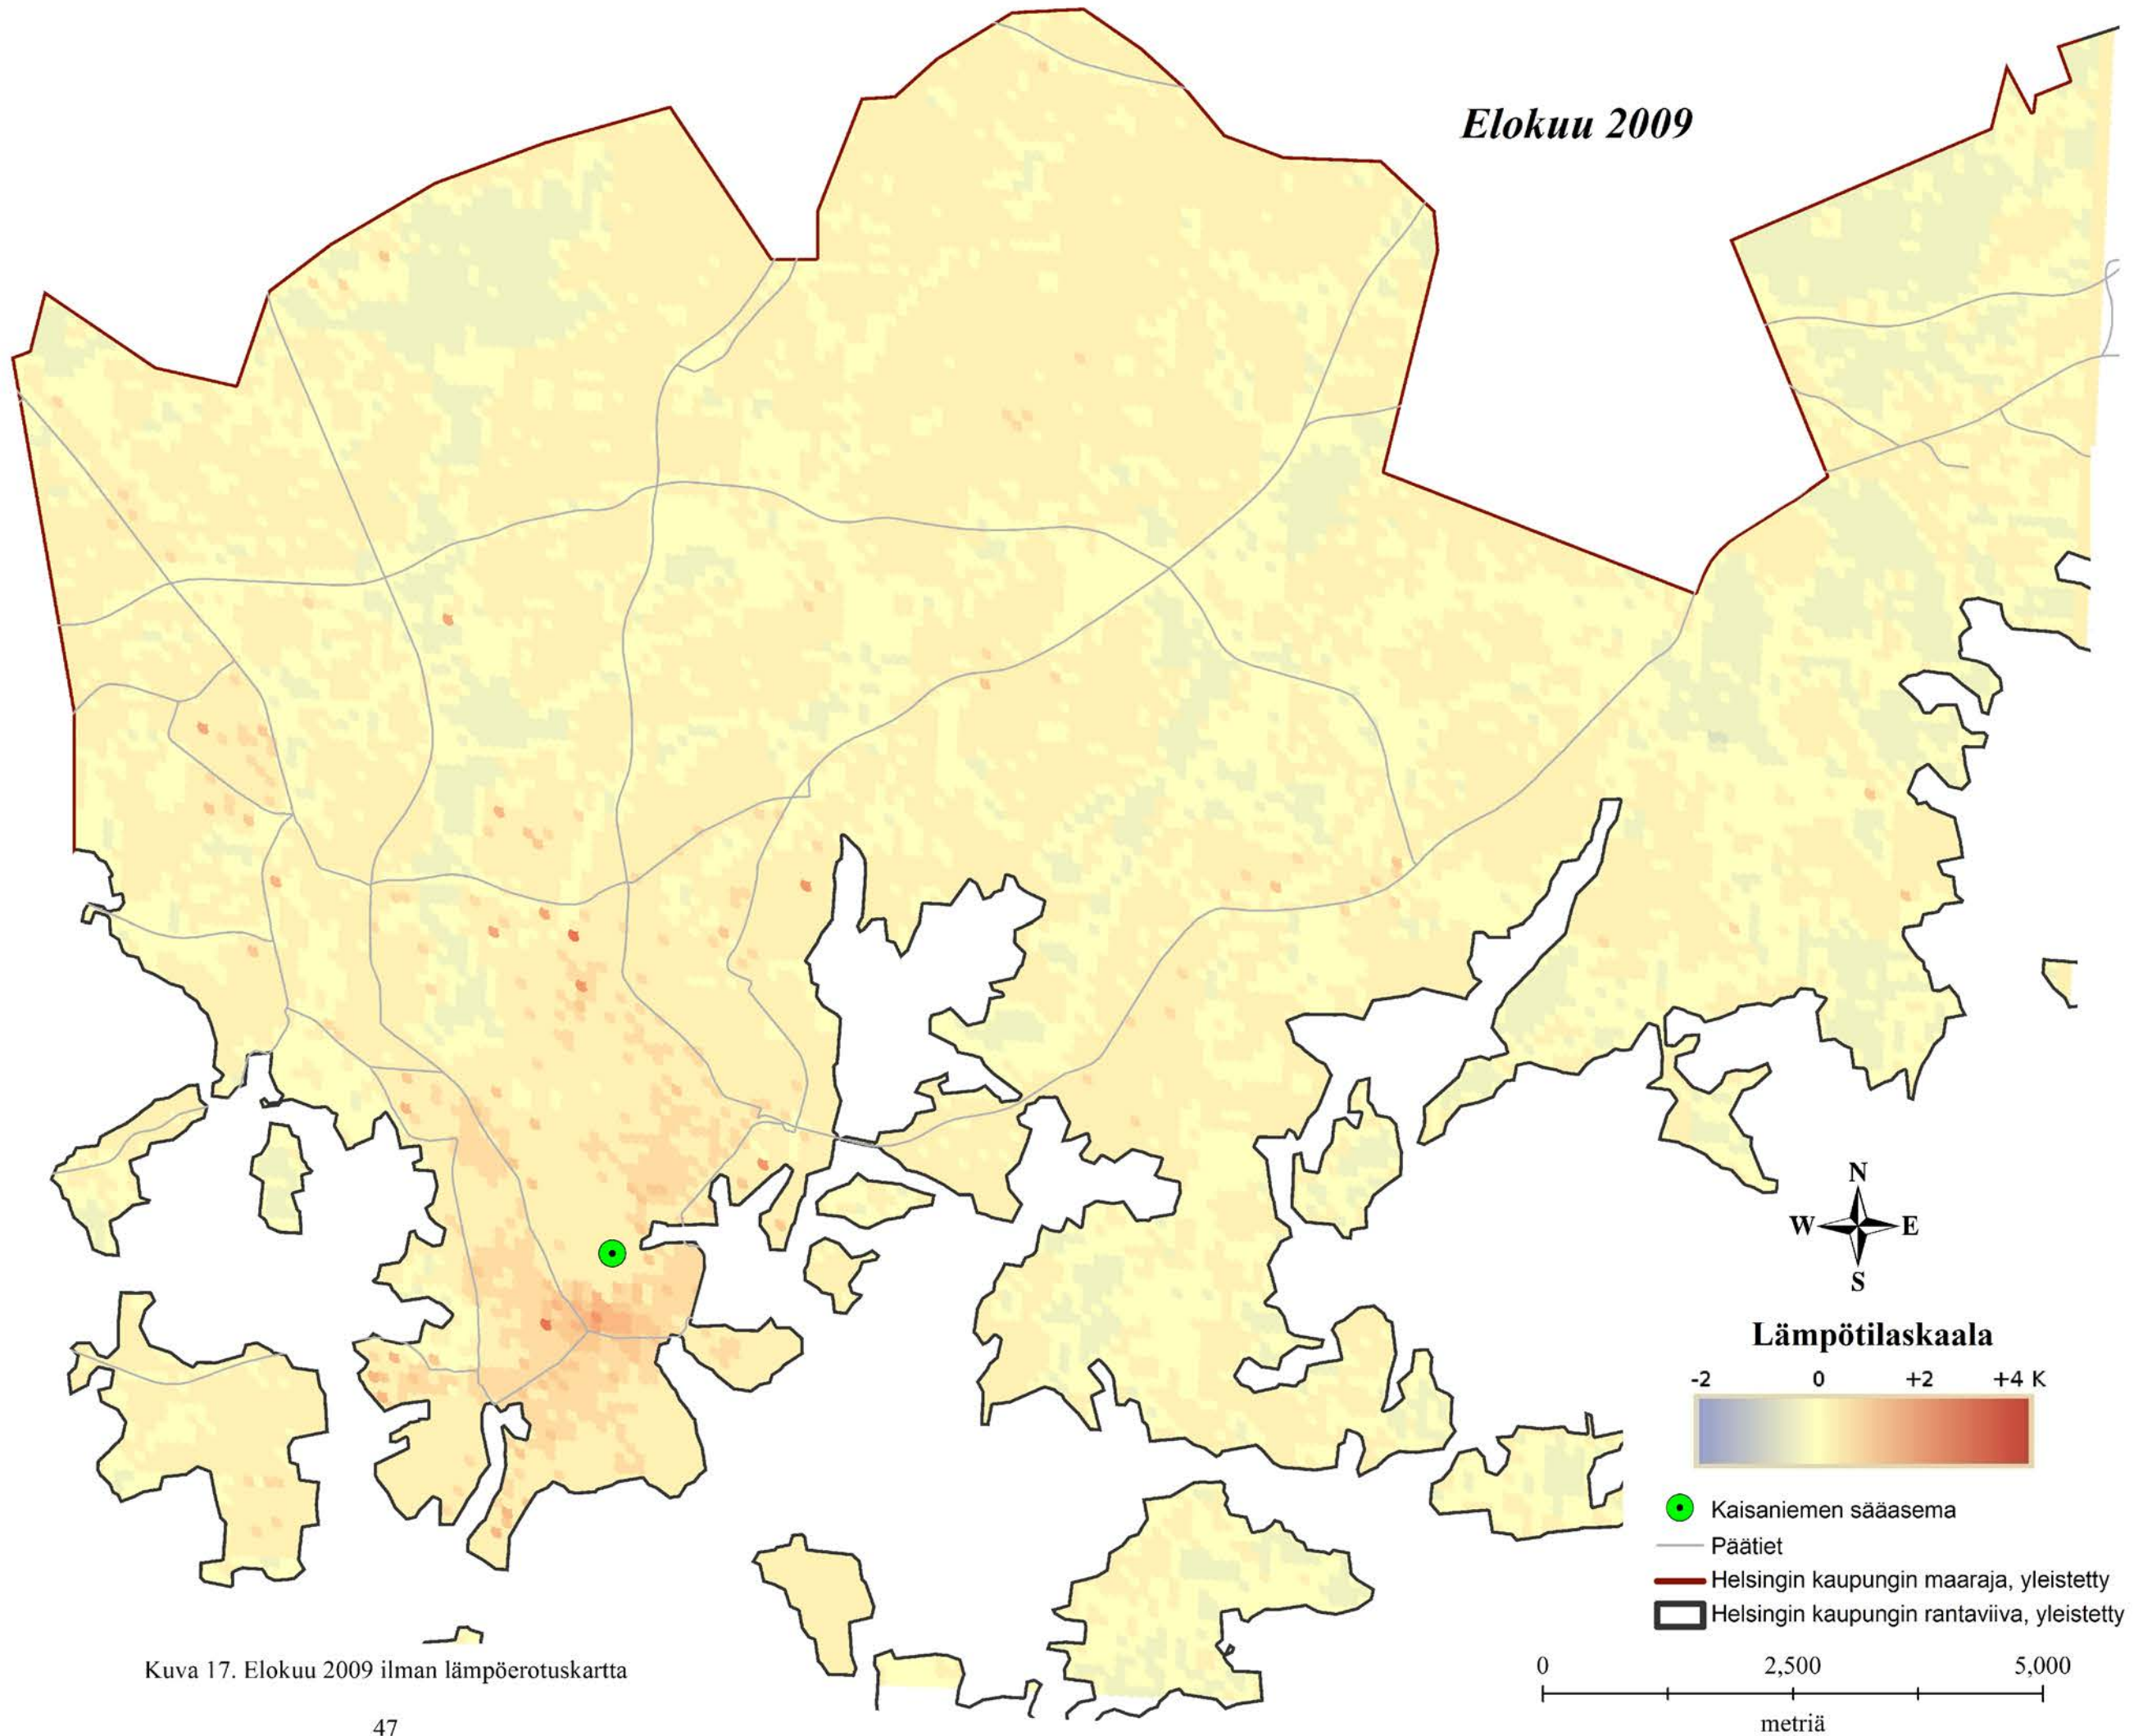 Elokuu 2009
N
W E
S
Lämpötilaskaala
-2 0 +2 +4 K
Kaisaniemen sääasema
Päätiet
Helsingin kaupungin maaraja, yleistetty
Helsingin kaupungin rantaviiva, yleistetty
0 2,500 5,000
metriä
Kuva 17. Elokuu 2009 ilman lämpöerotuskartta
47